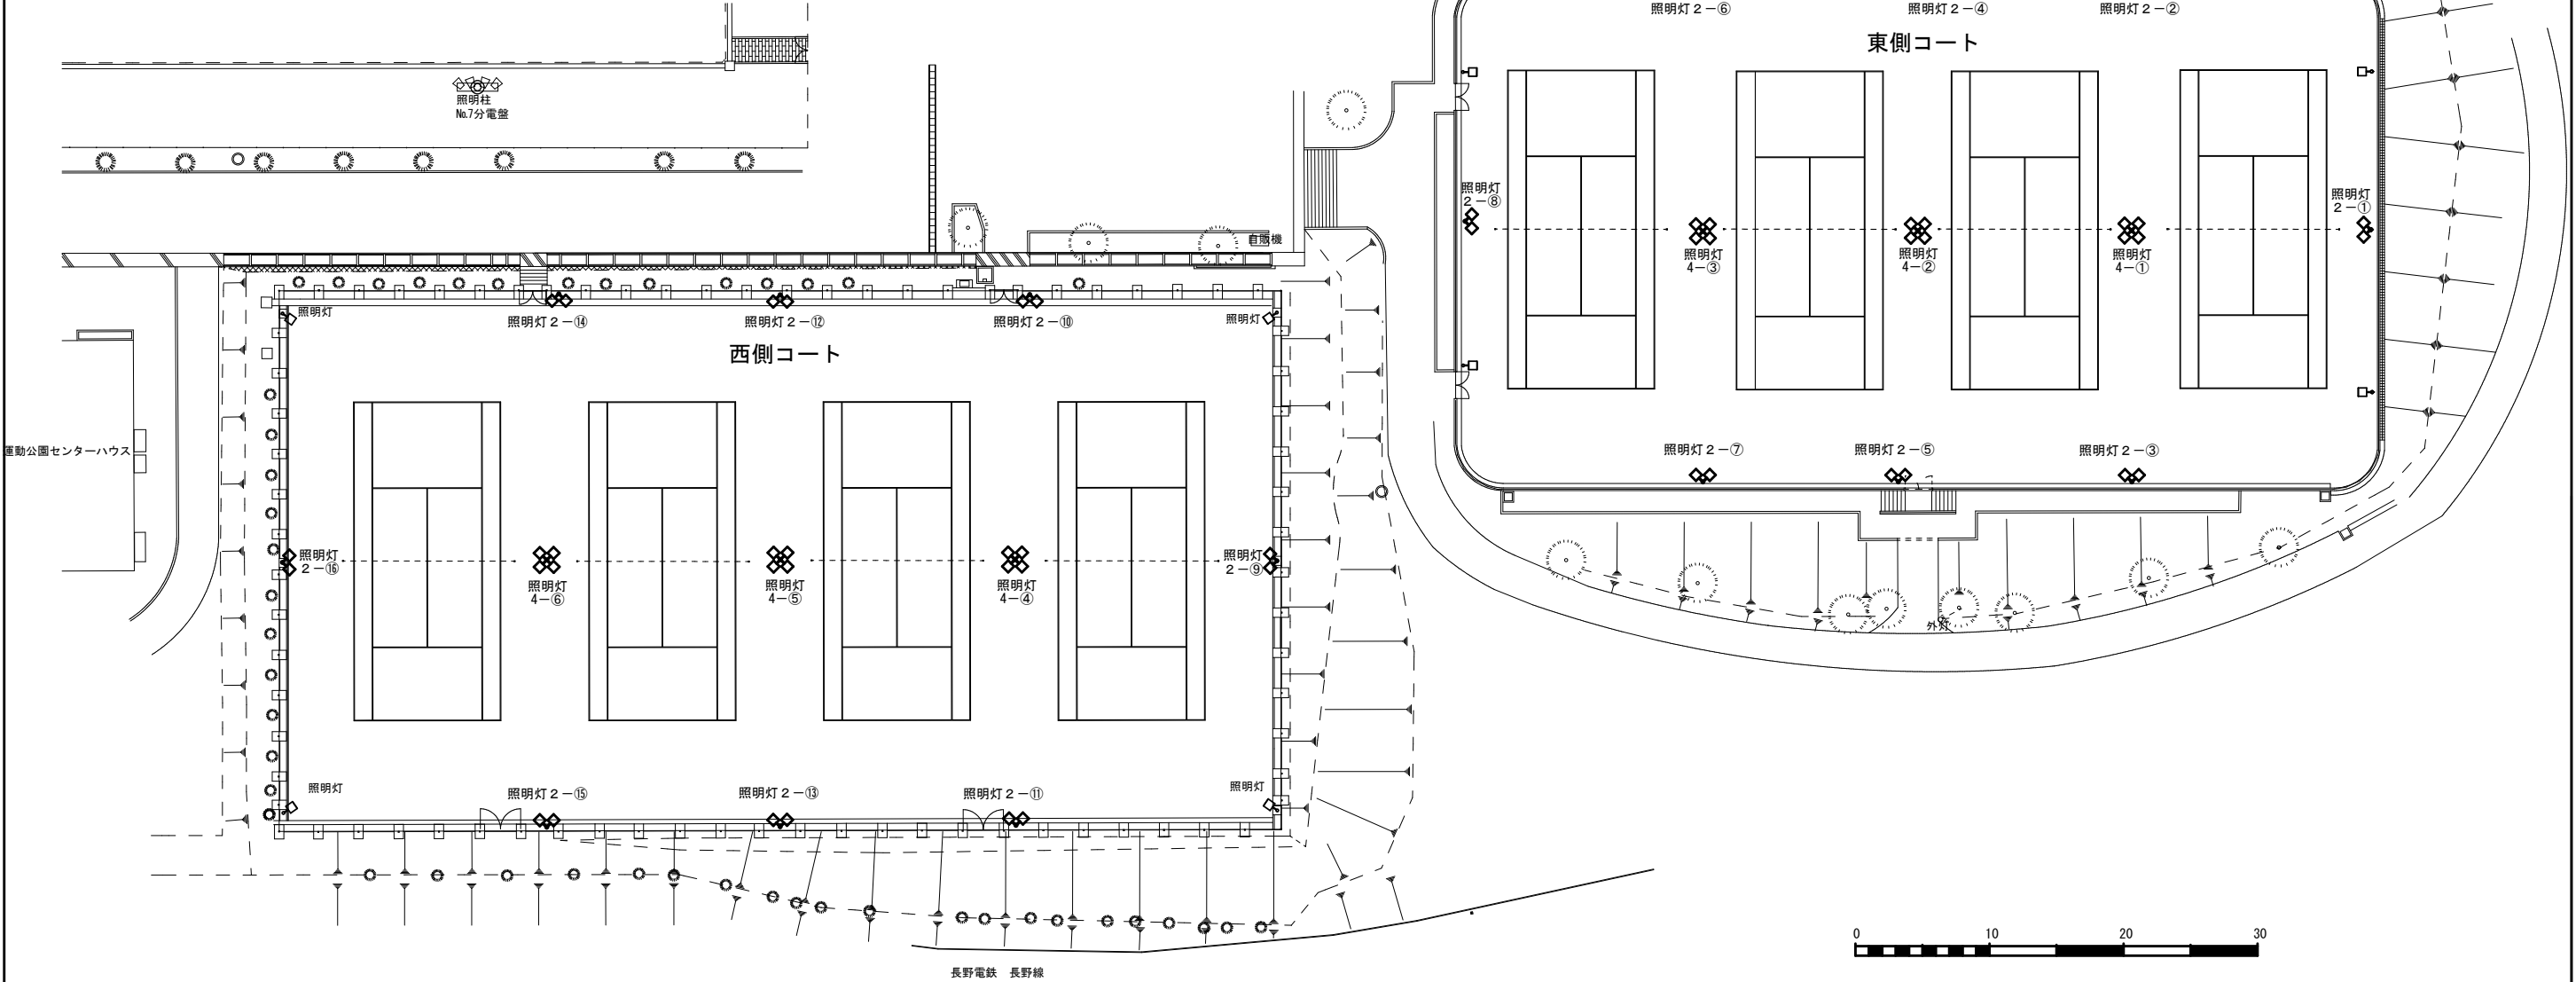 照明灯２－⑥
照明灯２－④
照明灯２－②
東側コート
照明柱
№7分電盤
照明灯
２－⑧
照明灯
２－①
自販機
照明灯
4－③
照明灯
4－②
照明灯
4－①
照明灯
照明灯２－⑭
照明灯２－⑫
照明灯２－⑩
照明灯
西側コート
運動公園センターハウス
照明灯２－⑦
照明灯２－⑤
照明灯２－③
照明灯
２－⑯
照明灯
4－⑥
照明灯
4－⑤
照明灯
4－④
照明灯
２－⑨
外灯
照明灯
照明灯２－⑮
照明灯２－⑬
照明灯２－⑪
照明灯
0 10 20 30
長野電鉄　長野線